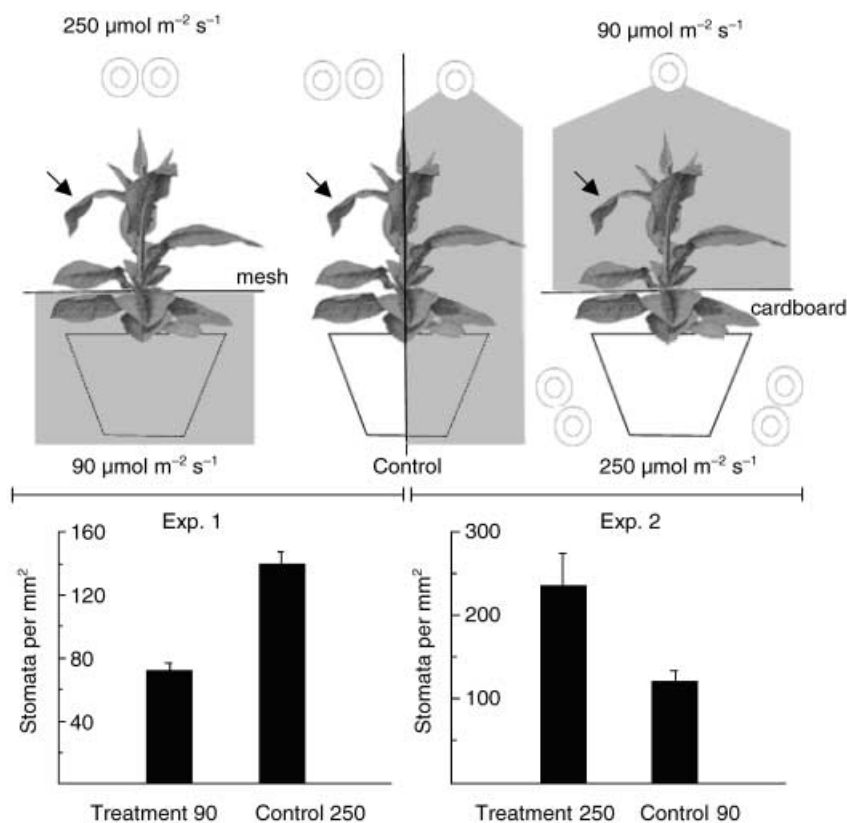 250 µmol m⁻² s⁻¹
90 µmol m⁻² s⁻¹
mesh
cardboard
90 µmol m⁻² s⁻¹
Control
250 µmol m⁻² s⁻¹
Exp. 1
Exp. 2
Stomata per mm²
160
120
80
40
Treatment 90
Control 250
Stomata per mm²
300
200
100
Treatment 250
Control 90